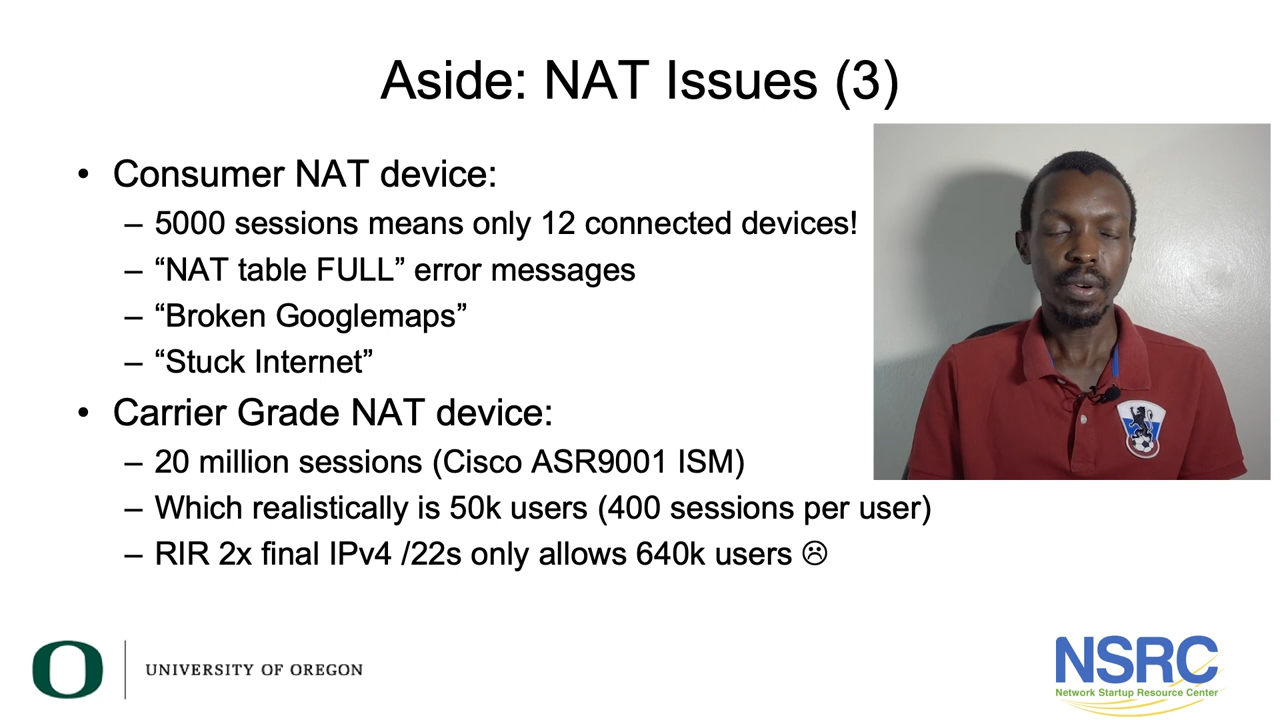 Aside: NAT Issues (3)
• Consumer NAT device:
– 5000 sessions means only 12 connected devices!
– “NAT table FULL” error messages
– “Broken Googlemaps”
– “Stuck Internet”
• Carrier Grade NAT device:
– 20 million sessions (Cisco ASR9001 ISM)
– Which realistically is 50k users (400 sessions per user)
– RIR 2x final IPv4 /22s only allows 640k users ☹
O
UNIVERSITY OF OREGON
NSRC
Network Startup Resource Center